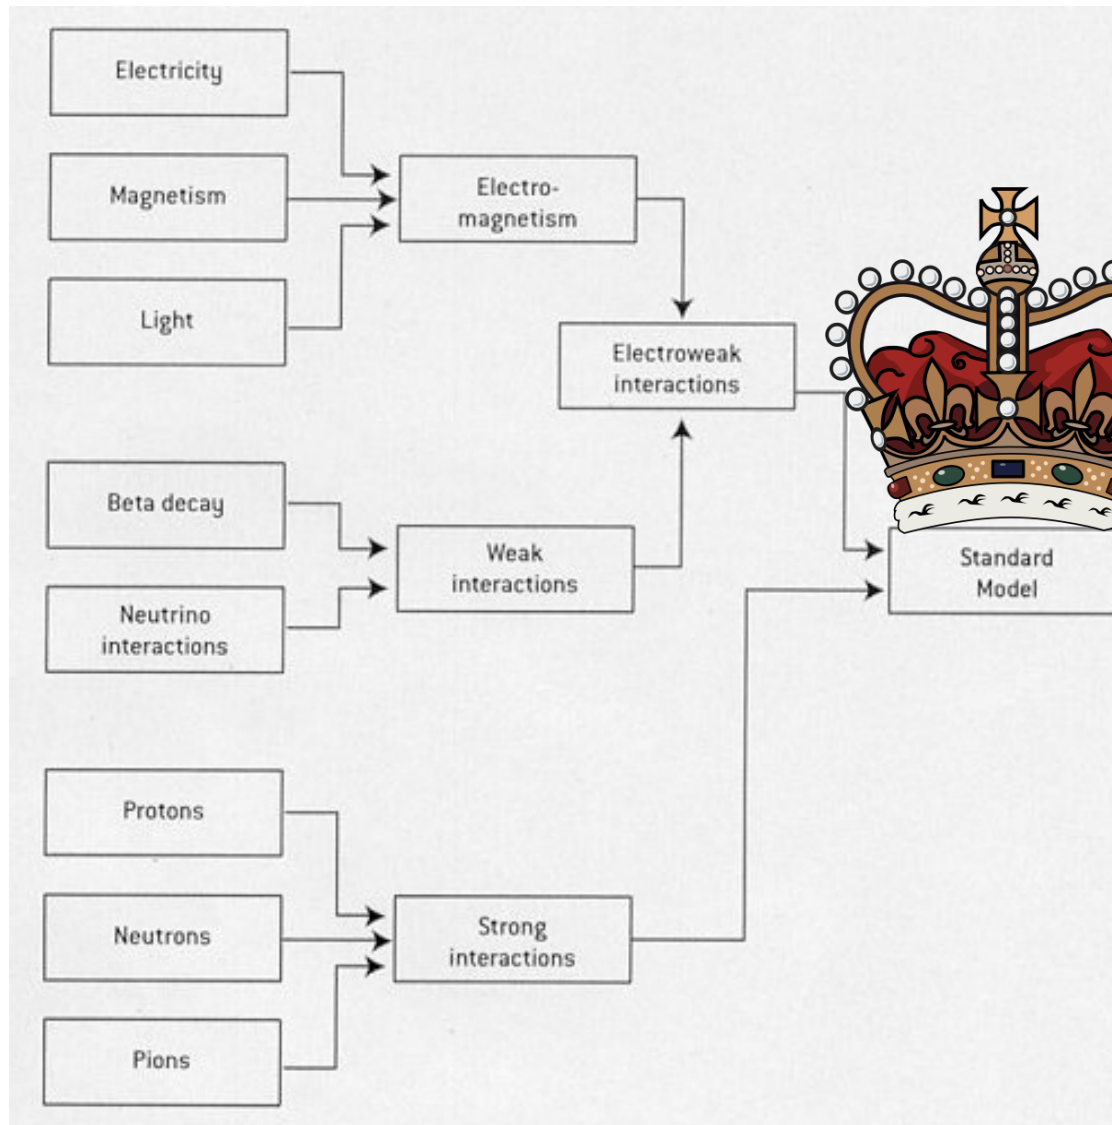 Electricity
Magnetism
Light
Electro-
magnetism
Electroweak
interactions
Beta decay
Neutrino
interactions
Weak
interactions
Standard
Model
Protons
Neutrons
Pions
Strong
interactions